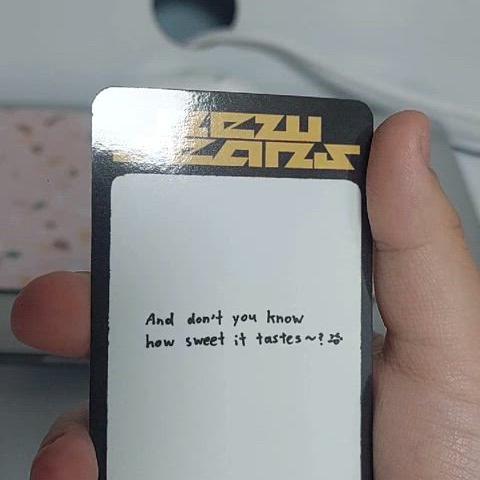 And don't you know
how sweet it tastes~?